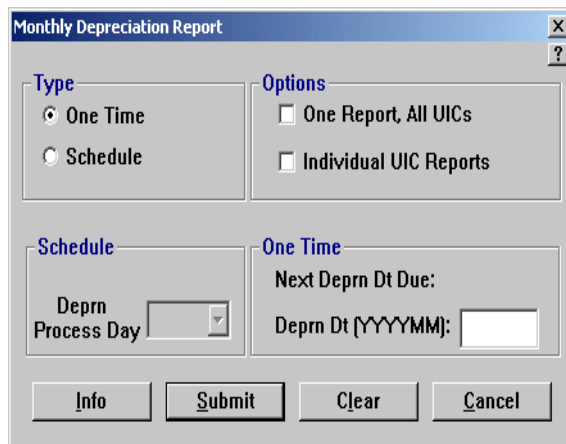 Monthly Depreciation Report
X
?
Type
One Time
Schedule
Options
One Report, All UICs
Individual UIC Reports
Schedule
Deprn
Process Day
One Time
Next Deprn Dt Due:
Deprn Dt (YYYYMM):
Info
Submit
Clear
Cancel